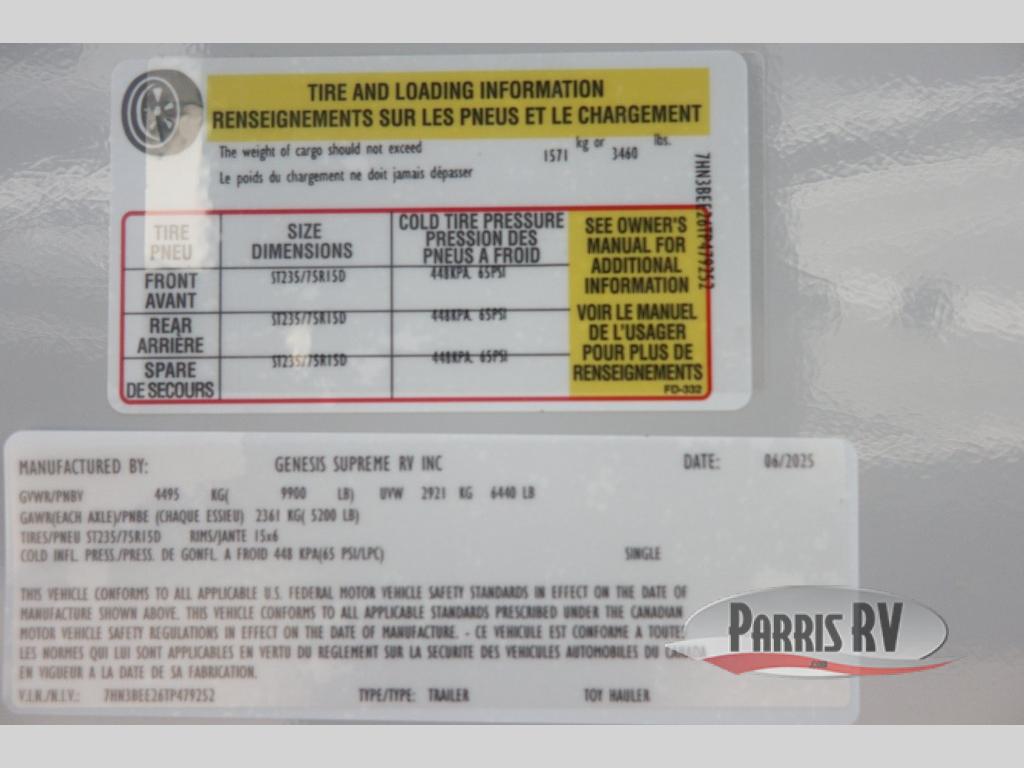 TIRE AND LOADING INFORMATION
RENSEIGNEMENTS SUR LES PNEUS ET LE CHARGEMENT
The weight of cargo should not exceed 1571 kg or 3460 lbs.
Le poids du chargement ne doit jamais dépasser
7HN3BEE26TP479252
TIRE PNEU
SIZE DIMENSIONS
COLD TIRE PRESSURE PRESSION DES PNEUS A FROID
FRONT AVANT ST235/75R15D 448KPA, 65PSI
REAR ARRIÈRE ST235/75R15D 448KPA, 65PSI
SPARE DE SECOURS ST235/75R15D 448KPA, 65PSI
SEE OWNER'S
MANUAL FOR
ADDITIONAL
INFORMATION
VOIR LE MANUEL
DE L'USAGER
POUR PLUS DE
RENSEIGNEMENTS
FD-332
MANUFACTURED BY: GENESIS SUPREME RV INC DATE: 06/2025
GVWR/PNBV 4495 KG( 9900 LB) UVW 2921 KG 6440 LB
GAWR(EACH AXLE)/PNBE (CHAQUE ESSIEU) 2361 KG( 5200 LB)
TIRES/PNEU ST235/75R15D RIMS/JANTE 15x6
COLD INFL. PRESS./PRESS. DE GONFL. A FROID 448 KPA(65 PSI/LPC) SINGLE
THIS VEHICLE CONFORMS TO ALL APPLICABLE U.S. FEDERAL MOTOR VEHICLE SAFETY STANDARDS IN EFFECT ON THE DATE OF
MANUFACTURE SHOWN ABOVE. THIS VEHICLE CONFORMS TO ALL APPLICABLE STANDARDS PRESCRIBED UNDER THE CANADIAN
MOTOR VEHICLE SAFETY REGULATIONS IN EFFECT ON THE DATE OF MANUFACTURE. - CE VEHICULE EST CONFORME A TOUTES
LES NORMES QUI LUI SONT APPLICABLES EN VERTU DU REGLEMENT SUR LA SECURITE DES VEHICULES AUTOMOBILES DU CANADA
EN VIGUEUR A LA DATE DE SA FABRICATION.
V.I.N./N.I.V.: 7HN3BEE26TP479252 TYPE/TYPE: TRAILER TOY HAULER
PARRIS RV
.com